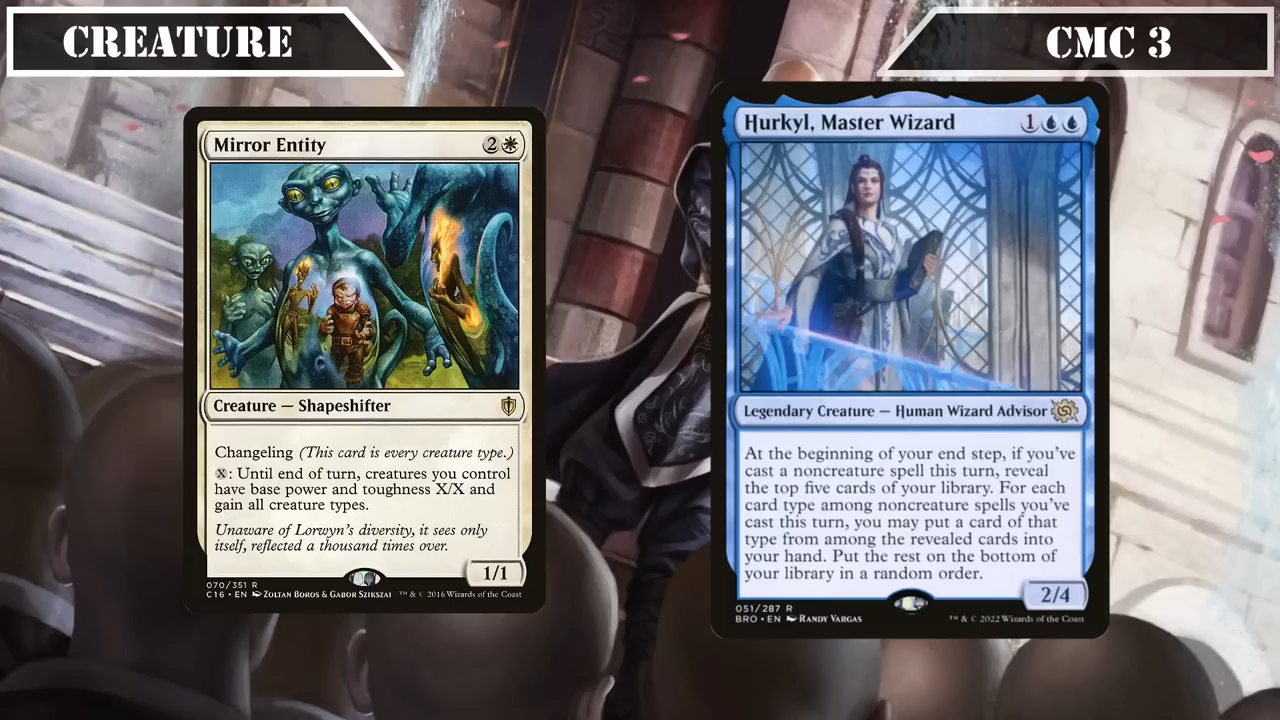 CREATURE
CMC 3
Mirror Entity 2
Creature — Shapeshifter
Changeling (This card is every creature type.)
X: Until end of turn, creatures you control
have base power and toughness X/X and
gain all creature types.
Unaware of Lorwyn's diversity, it sees only
itself, reflected a thousand times over.
1/1
070/351 R
C16 • EN Zoltan Boros & Gabor Szikszai ™ & © 2016 Wizards of the Coast
Hurkyl, Master Wizard 1
Legendary Creature — Human Wizard Advisor
At the beginning of your end step, if you've
cast a noncreature spell this turn, reveal
the top five cards of your library. For each
card type among noncreature spells you've
cast this turn, you may put a card of that
type from among the revealed cards into
your hand. Put the rest on the bottom of
your library in a random order.
2/4
051/287 R
BRO • EN Randy Vargas ™ & © 2022 Wizards of the Coast